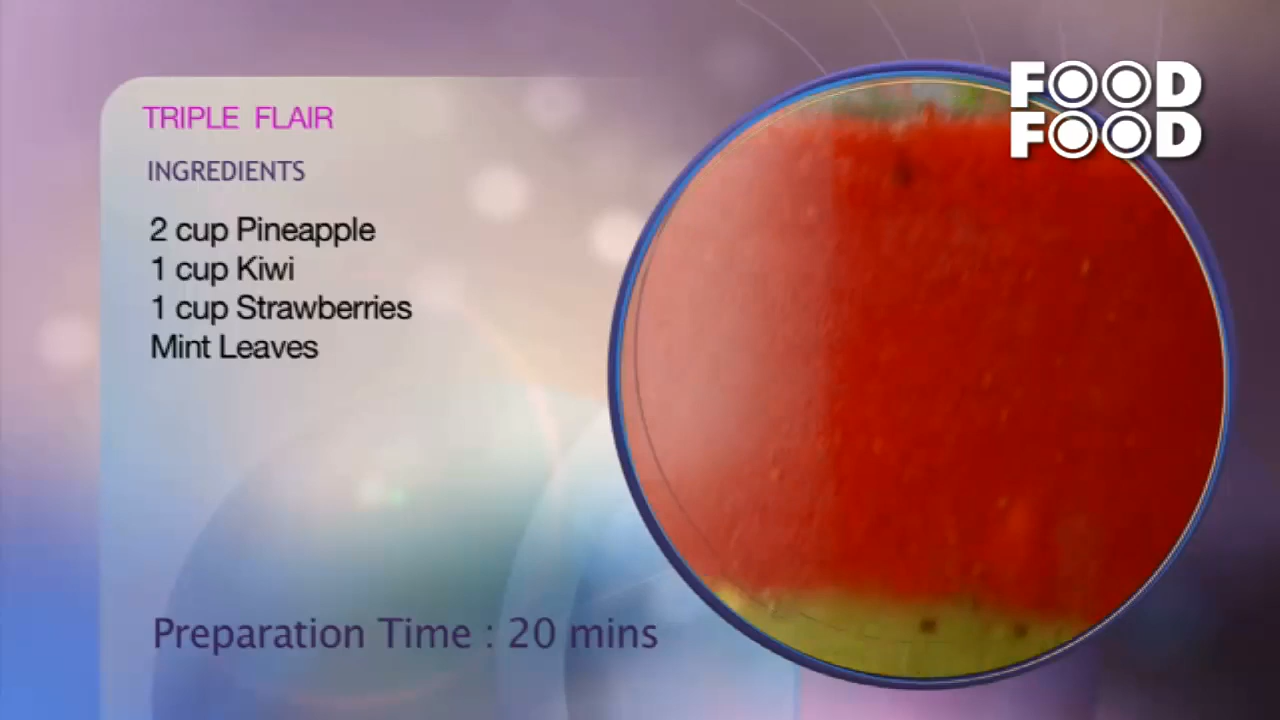 TRIPLE FLAIR
INGREDIENTS
2 cup Pineapple
1 cup Kiwi
1 cup Strawberries
Mint Leaves
Preparation Time : 20 mins
FOOD
FOOD